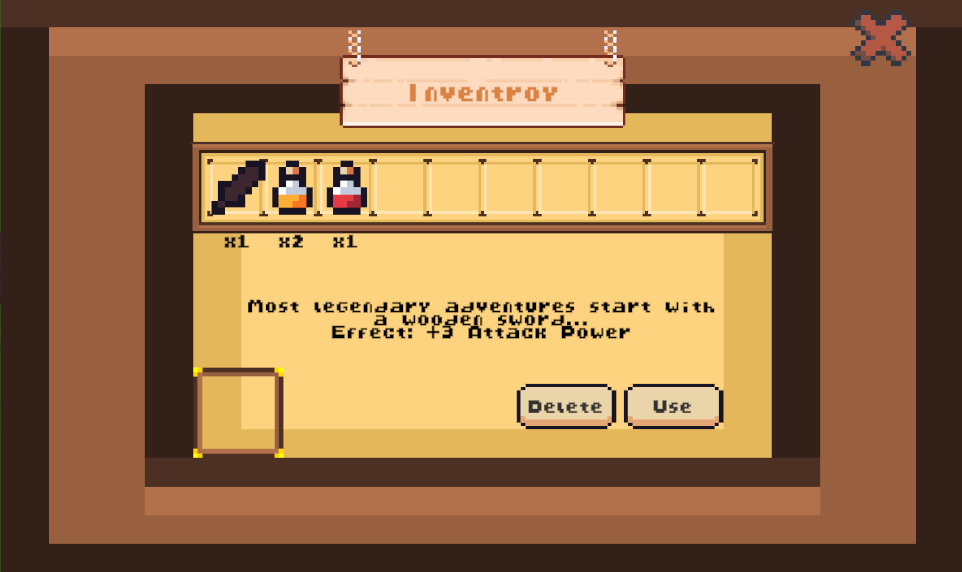 Inventroy
x1 x2 x1
Most legendary adventures start with
a wooden sword...
Effect: +3 Attack Power
Delete Use